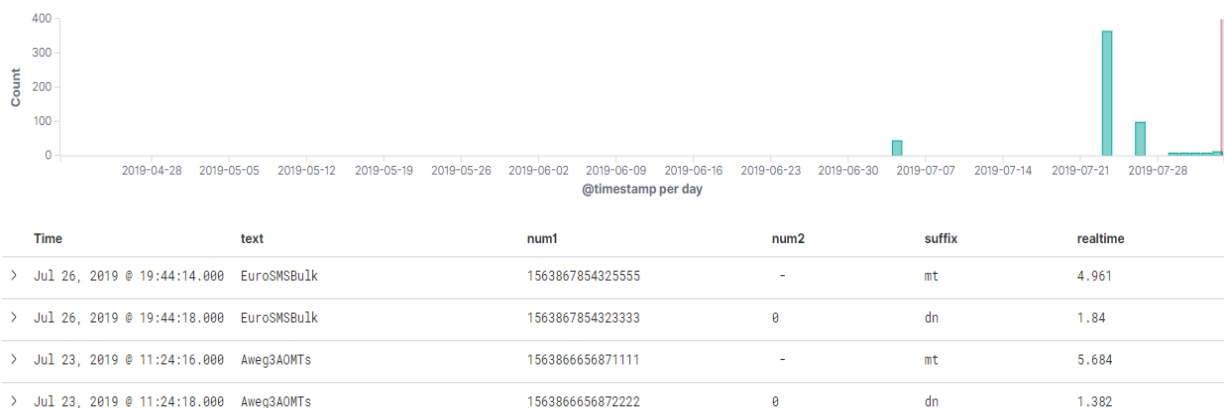 400
300
200
100
0
Count
2019-04-28 2019-05-05 2019-05-12 2019-05-19 2019-05-26 2019-06-02 2019-06-09 2019-06-16 2019-06-23 2019-06-30 2019-07-07 2019-07-14 2019-07-21 2019-07-28
@timestamp per day
Time text num1 num2 suffix realtime
> Jul 26, 2019 @ 19:44:14.000 EuroSMSBulk 1563867854325555 - mt 4.961
> Jul 26, 2019 @ 19:44:18.000 EuroSMSBulk 1563867854323333 0 dn 1.84
> Jul 23, 2019 @ 11:24:16.000 Aweg3AOMTs 1563866656871111 - mt 5.684
> Jul 23, 2019 @ 11:24:18.000 Aweg3AOMTs 1563866656872222 0 dn 1.382